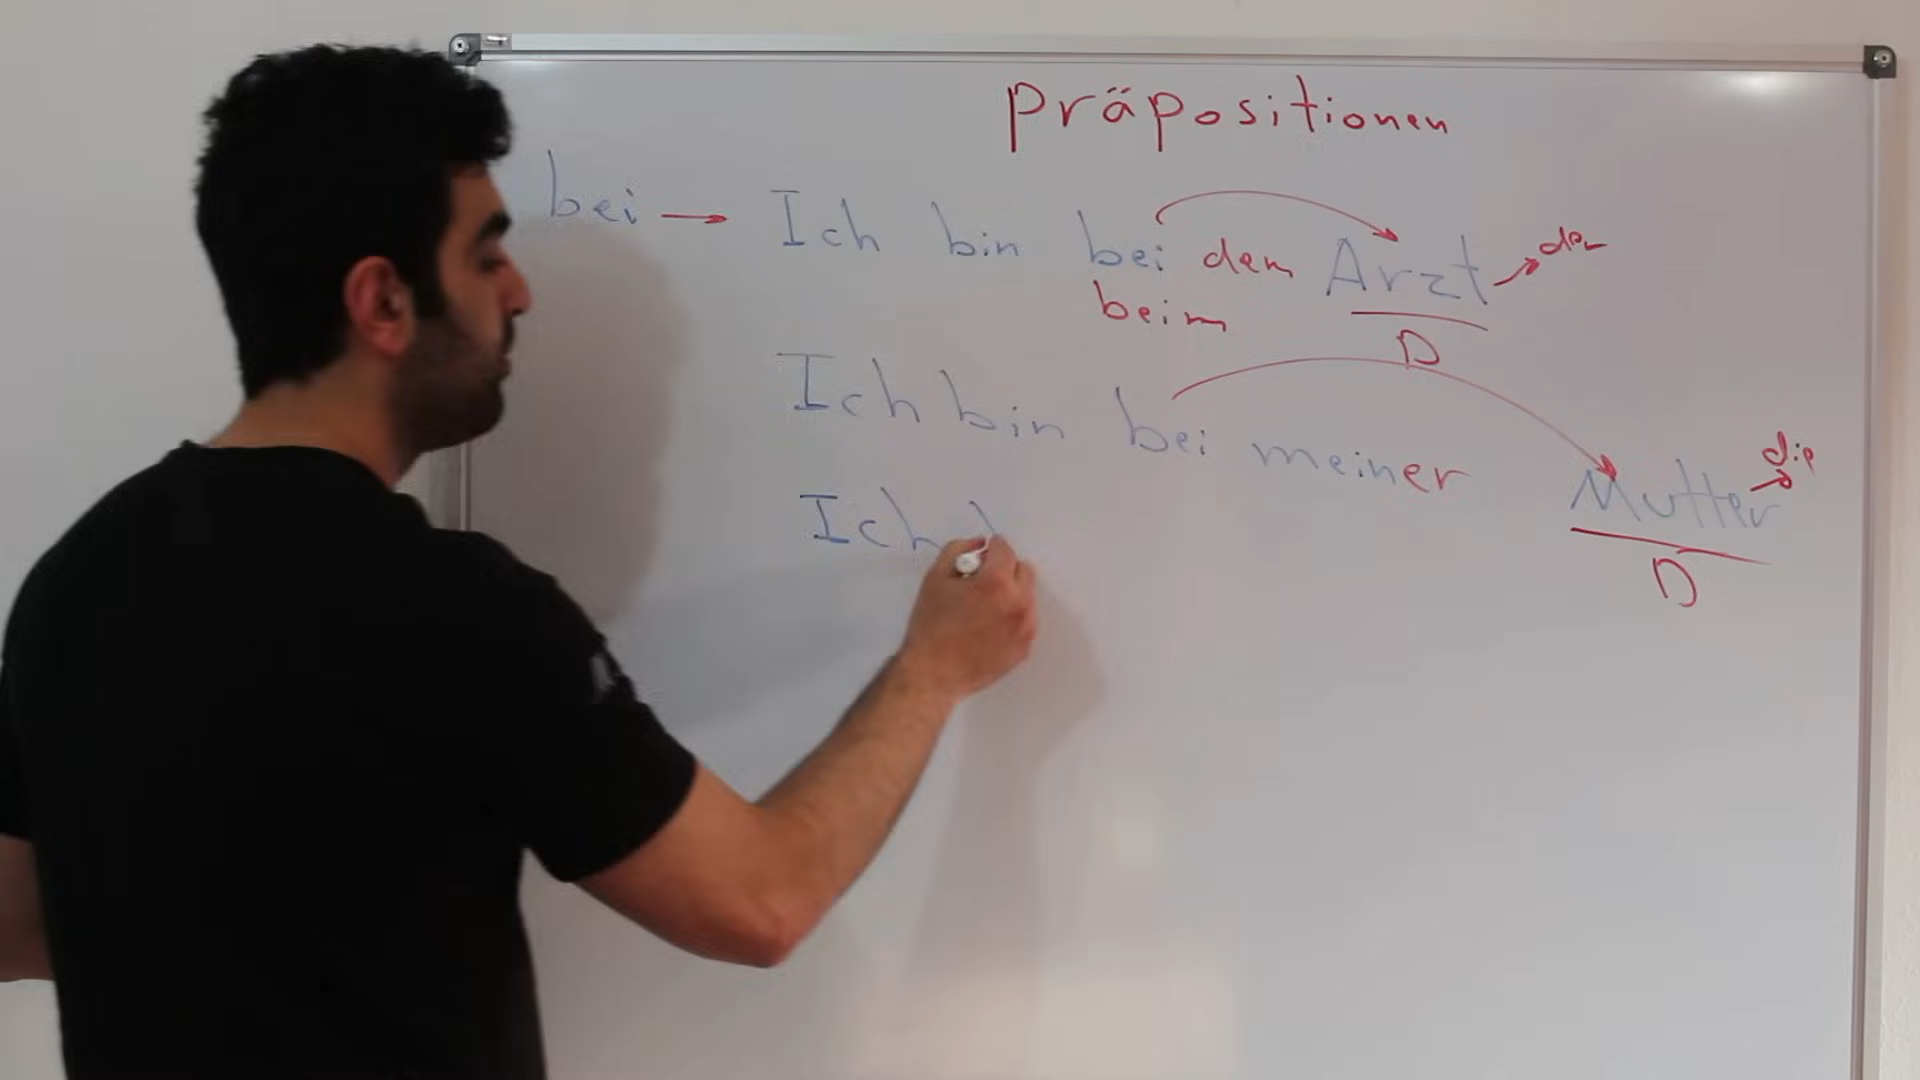 Präpositionen
bei → Ich bin bei dem Arzt → der
beim
D
Ich bin bei meiner Mutter → die
D
Ich